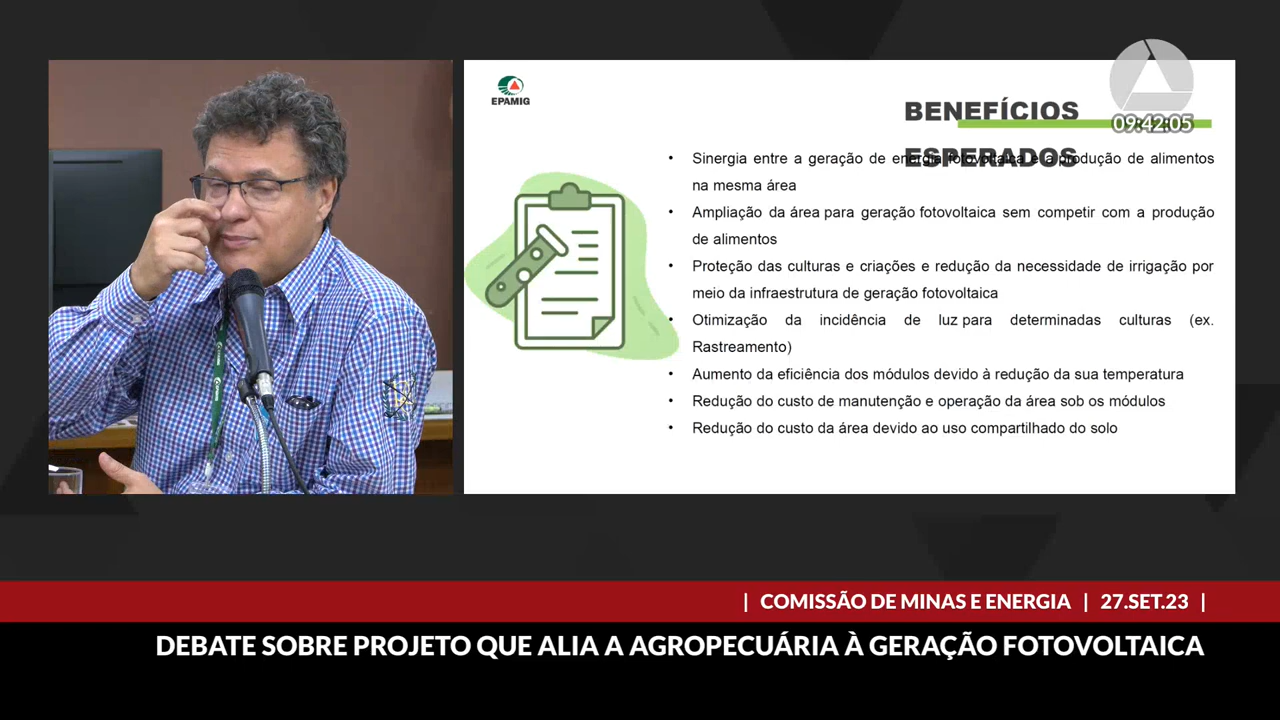 EPAMIG
BENEFÍCIOS
09:42:05
ESPERADOS
• Sinergia entre a geração de energia fotovoltaica e a produção de alimentos
na mesma área
• Ampliação da área para geração fotovoltaica sem competir com a produção
de alimentos
• Proteção das culturas e criações e redução da necessidade de irrigação por
meio da infraestrutura de geração fotovoltaica
• Otimização da incidência de luz para determinadas culturas (ex.
Rastreamento)
• Aumento da eficiência dos módulos devido à redução da sua temperatura
• Redução do custo de manutenção e operação da área sob os módulos
• Redução do custo da área devido ao uso compartilhado do solo
| COMISSÃO DE MINAS E ENERGIA | 27.SET.23 |
DEBATE SOBRE PROJETO QUE ALIA A AGROPECUÁRIA À GERAÇÃO FOTOVOLTAICA